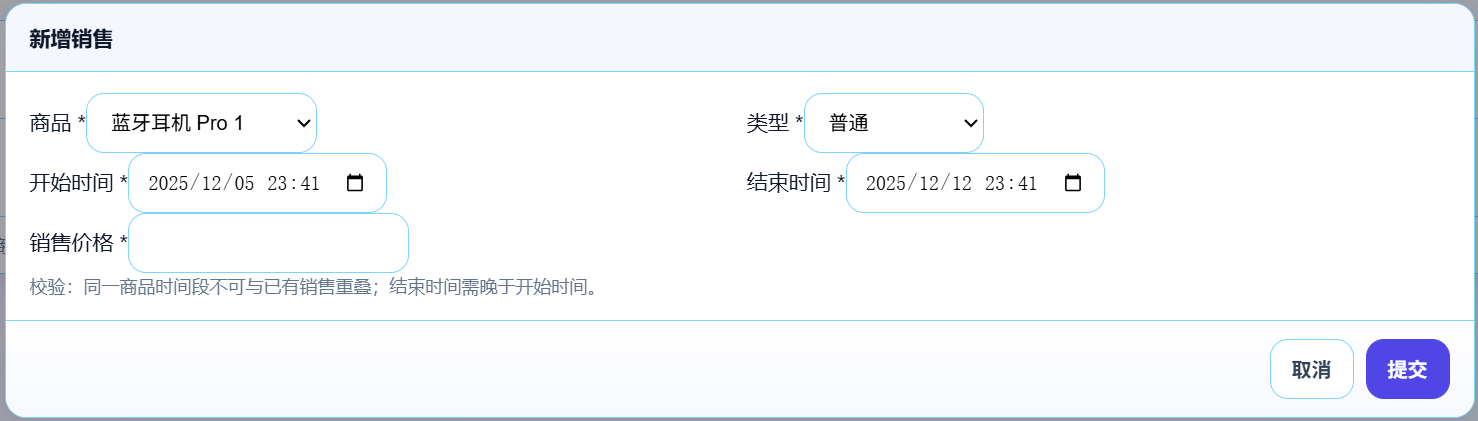 新增销售
商品 * 蓝牙耳机 Pro 1 类型 * 普通
开始时间 * 2025/12/05 23:41 结束时间 * 2025/12/12 23:41
销售价格 *
校验：同一商品时间段不可与已有销售重叠；结束时间需晚于开始时间。
取消 提交